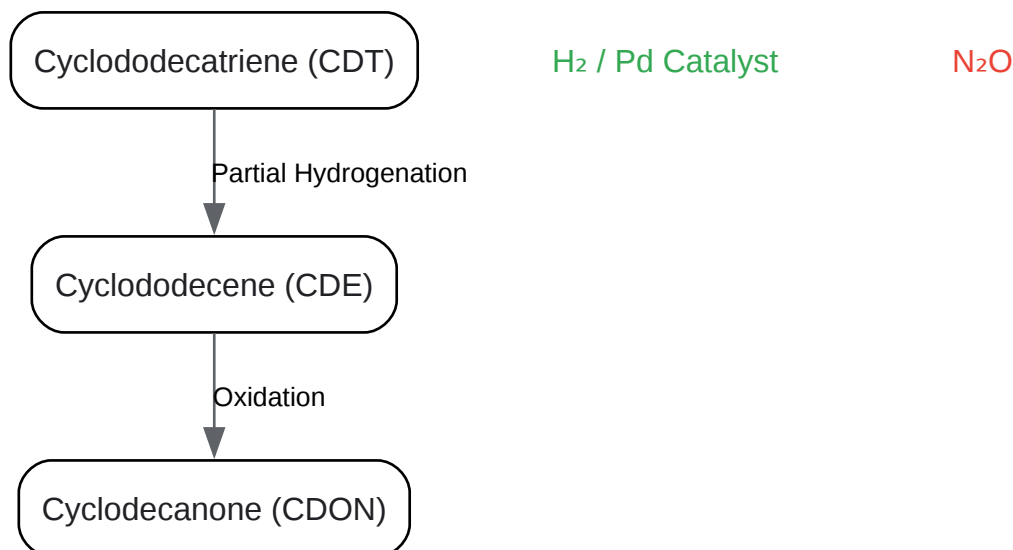 Cyclododecatriene (CDT)
H₂ / Pd Catalyst
N₂O
Partial Hydrogenation
Cyclododecene (CDE)
Oxidation
Cyclodecanone (CDON)